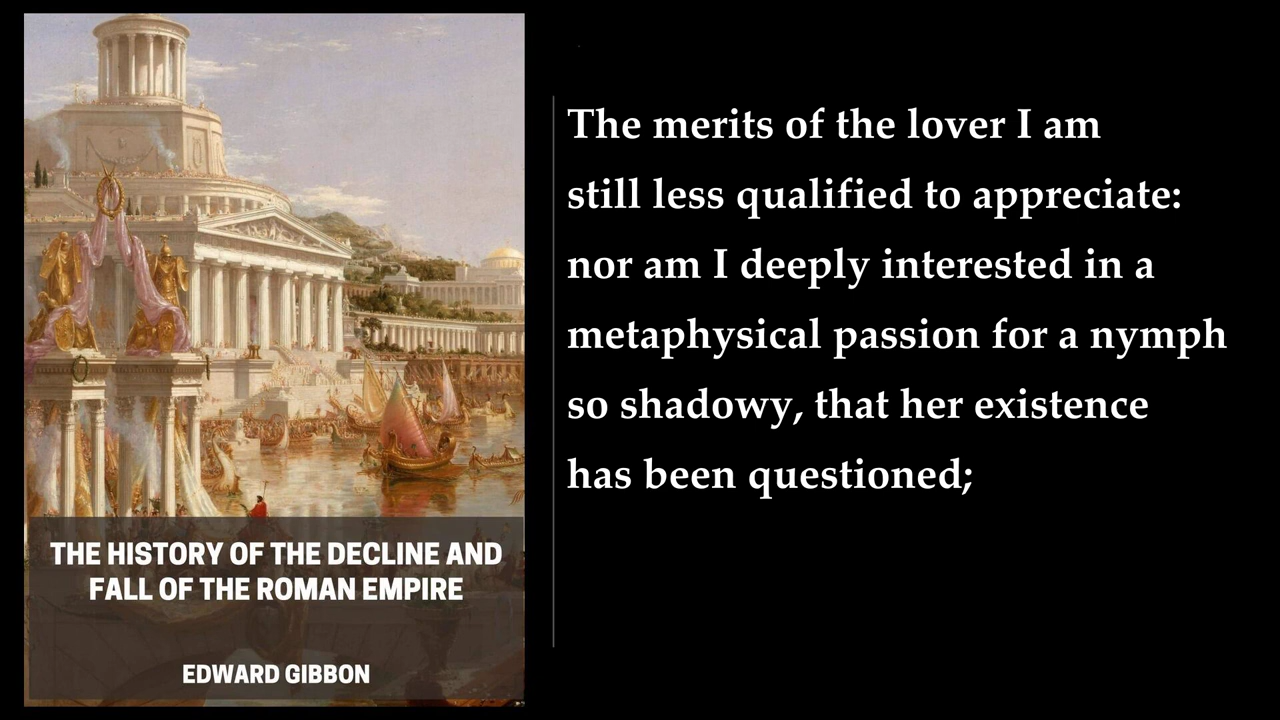 The merits of the lover I am
still less qualified to appreciate:
nor am I deeply interested in a
metaphysical passion for a nymph
so shadowy, that her existence
has been questioned;
THE HISTORY OF THE DECLINE AND
FALL OF THE ROMAN EMPIRE
EDWARD GIBBON